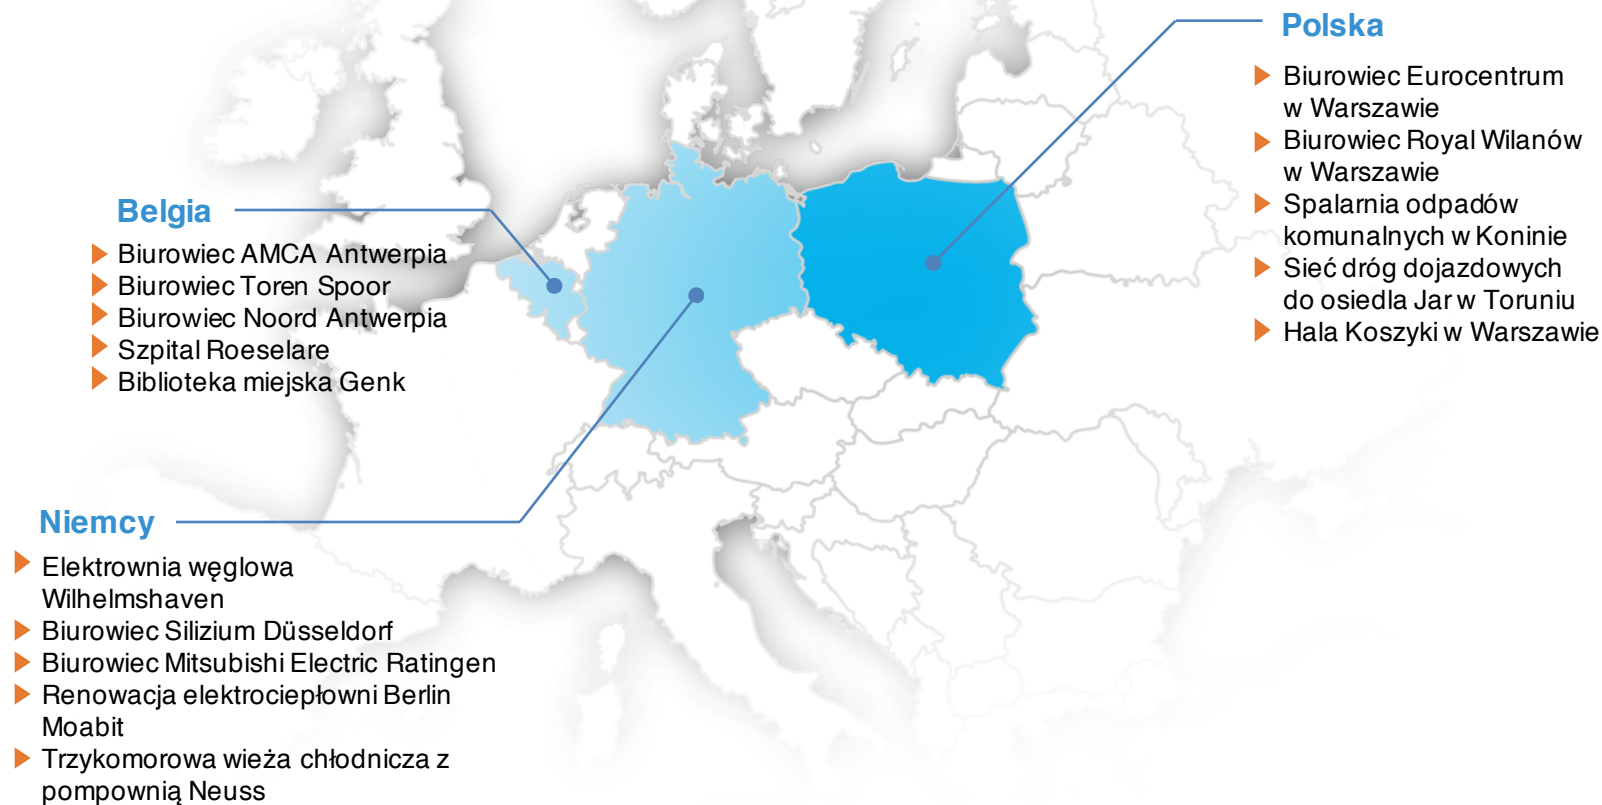 Polska
Biurowiec Eurocentrum
w Warszawie
Biurowiec Royal Wilanów
w Warszawie
Spalarnia odpadów
komunalnych w Koninie
Sieć dróg dojazdowych
do osiedla Jar w Toruniu
Hala Koszyki w Warszawie
Belgia
Biurowiec AMCA Antwerpia
Biurowiec Toren Spoor
Biurowiec Noord Antwerpia
Szpital Roeselare
Biblioteka miejska Genk
Niemcy
Elektrownia węglowa
Wilhelmshaven
Biurowiec Silizium Düsseldorf
Biurowiec Mitsubishi Electric Ratingen
Renowacja elektrociepłowni Berlin
Moabit
Trzykomorowa wieża chłodnicza z
pompownią Neuss